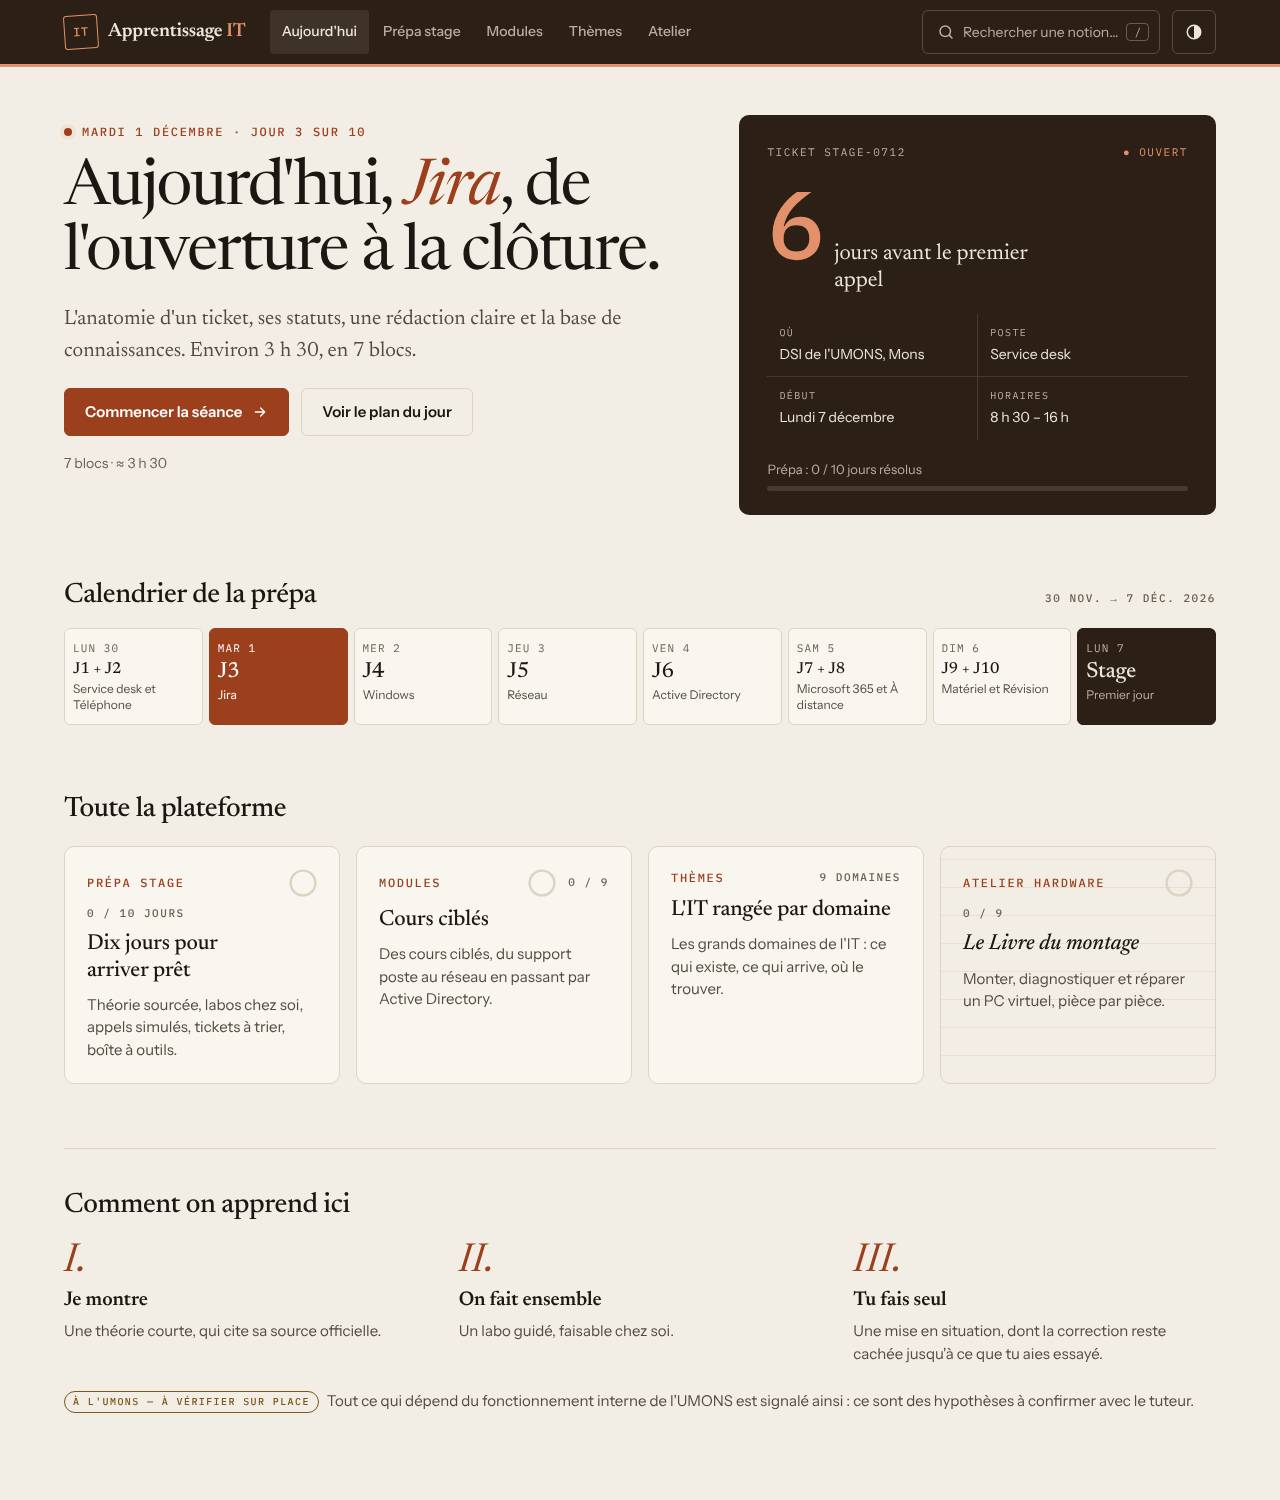 IT
Apprentissage IT
Aujourd'hui
Prépa stage
Modules
Thèmes
Atelier
Rechercher une notion…
/
MARDI 1 DÉCEMBRE · JOUR 3 SUR 10
Aujourd'hui, Jira, de
l'ouverture à la clôture.
L'anatomie d'un ticket, ses statuts, une rédaction claire et la base de
connaissances. Environ 3 h 30, en 7 blocs.
Commencer la séance →
Voir le plan du jour
7 blocs · ≈ 3 h 30
TICKET STAGE-0712
● OUVERT
6 jours avant le premier
appel
OÙ
DSI de l'UMONS, Mons
POSTE
Service desk
DÉBUT
Lundi 7 décembre
HORAIRES
8 h 30 – 16 h
Prépa : 0 / 10 jours résolus
Calendrier de la prépa
30 NOV. → 7 DÉC. 2026
LUN 30
J1 + J2
Service desk et
Téléphone
MAR 1
J3
Jira
MER 2
J4
Windows
JEU 3
J5
Réseau
VEN 4
J6
Active Directory
SAM 5
J7 + J8
Microsoft 365 et À
distance
DIM 6
J9 + J10
Matériel et Révision
LUN 7
Stage
Premier jour
Toute la plateforme
PRÉPA STAGE
0 / 10 JOURS
Dix jours pour
arriver prêt
Théorie sourcée, labos chez soi,
appels simulés, tickets à trier,
boîte à outils.
MODULES
0 / 9
Cours ciblés
Des cours ciblés, du support
poste au réseau en passant par
Active Directory.
THÈMES
9 DOMAINES
L'IT rangée par domaine
Les grands domaines de l'IT : ce
qui existe, ce qui arrive, où le
trouver.
ATELIER HARDWARE
0 / 9
Le Livre du montage
Monter, diagnostiquer et réparer
un PC virtuel, pièce par pièce.
Comment on apprend ici
I.
Je montre
Une théorie courte, qui cite sa source officielle.
II.
On fait ensemble
Un labo guidé, faisable chez soi.
III.
Tu fais seul
Une mise en situation, dont la correction reste
cachée jusqu'à ce que tu aies essayé.
À L'UMONS — À VÉRIFIER SUR PLACE
Tout ce qui dépend du fonctionnement interne de l'UMONS est signalé ainsi : ce sont des hypothèses à confirmer avec le tuteur.